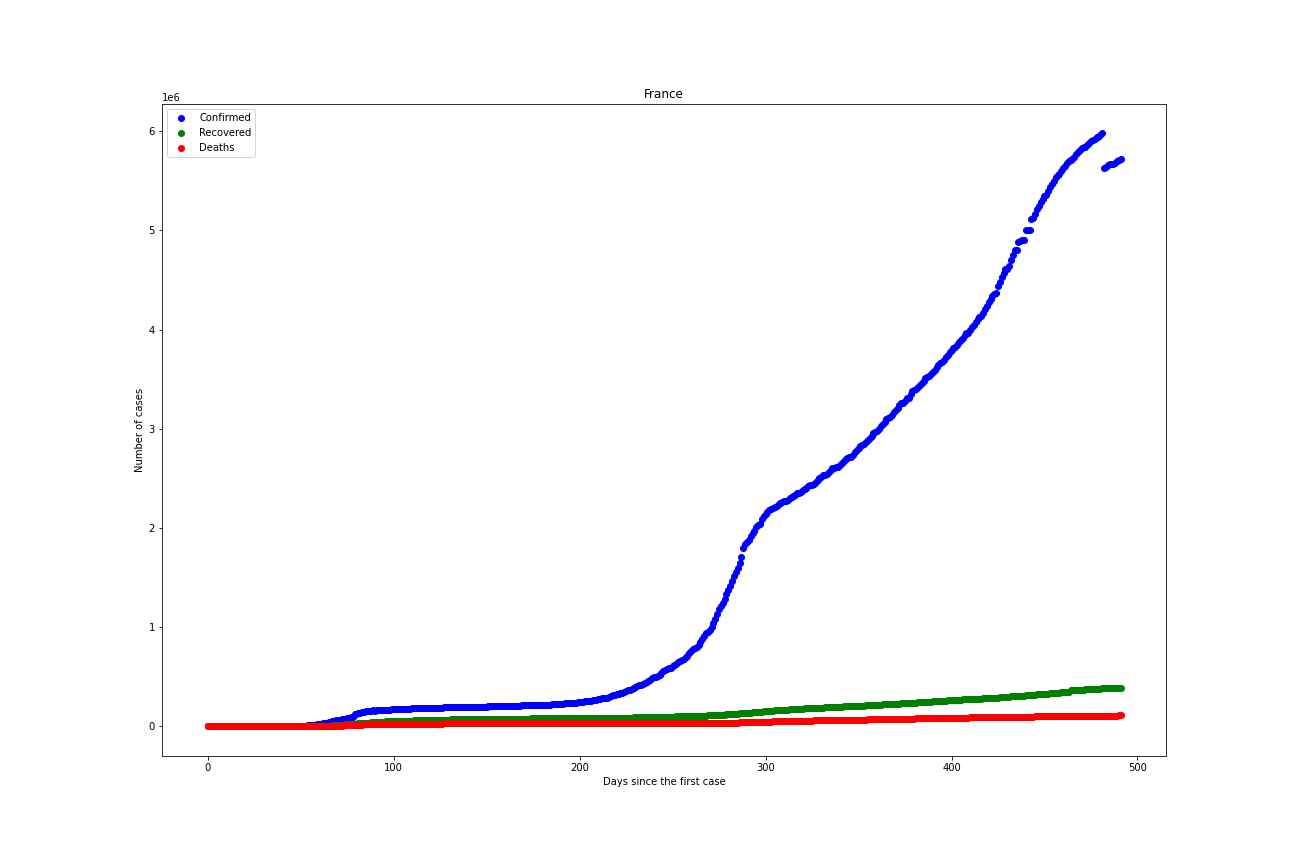 France
1e6
Confirmed
Recovered
Deaths
6
5
4
3
2
1
0
Number of cases
0 100 200 300 400 500
Days since the first case